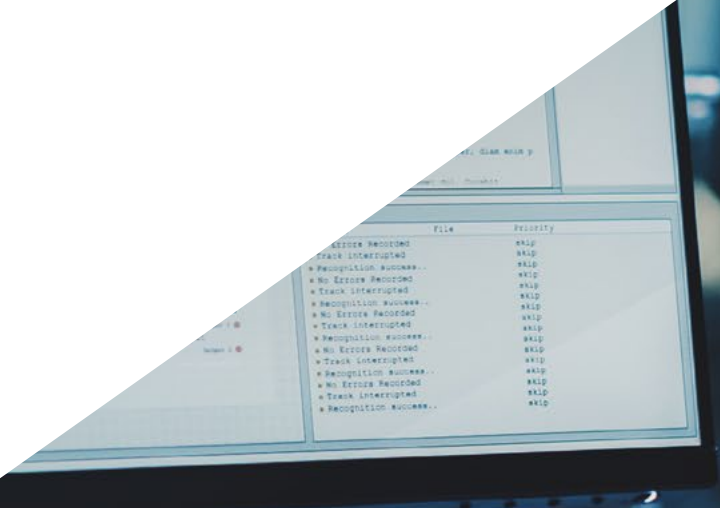 diam enim y
File Priority
Errors Recorded skip
Track interrupted skip
Recognition success.. skip
No Errors Recorded skip
Track interrupted skip
Recognition success.. skip
No Errors Recorded skip
Track interrupted skip
Recognition success.. skip
No Errors Recorded skip
Track interrupted skip
Recognition success.. skip
No Errors Recorded skip
Track interrupted skip
Recognition success.. skip